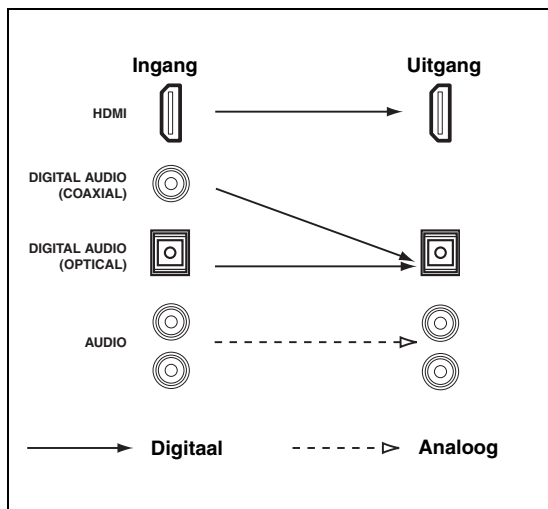 Ingang Uitgang
HDMI
DIGITAL AUDIO
(COAXIAL)
DIGITAL AUDIO
(OPTICAL)
AUDIO
Digitaal Analoog